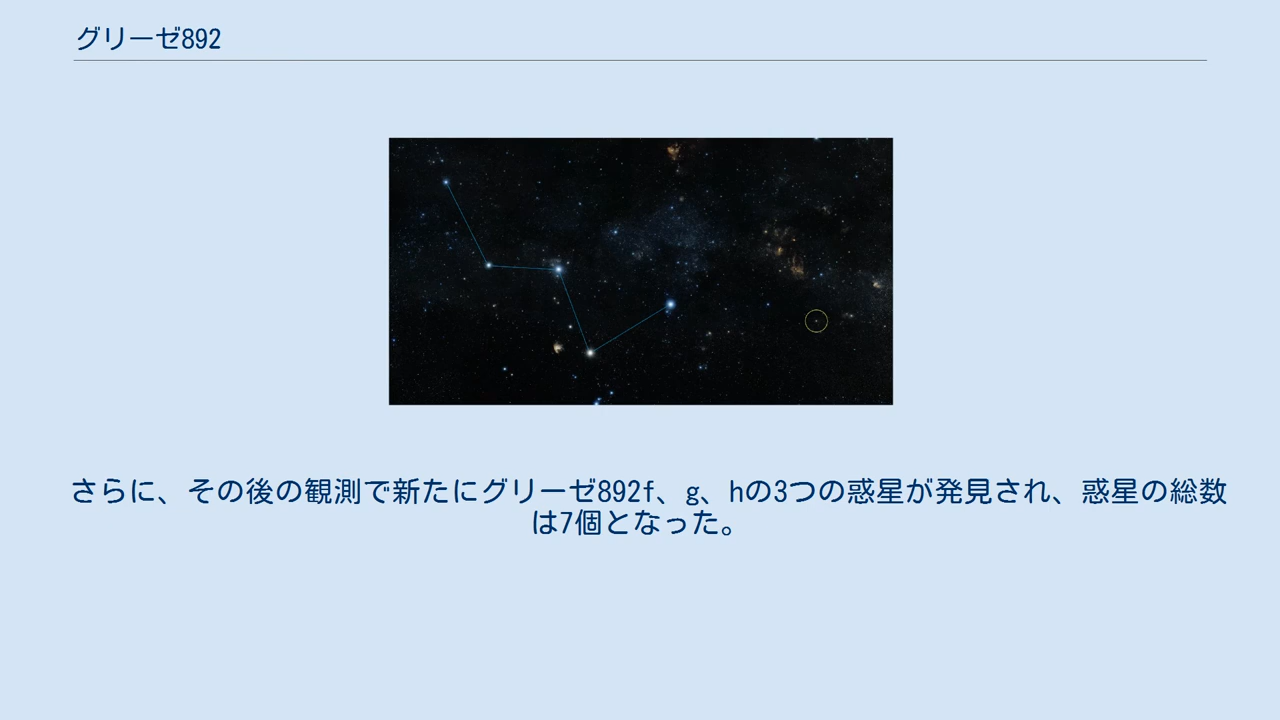 グリーゼ892
さらに、その後の観測で新たにグリーゼ892f、g、hの3つの惑星が発見され、惑星の総数
は7個となった。